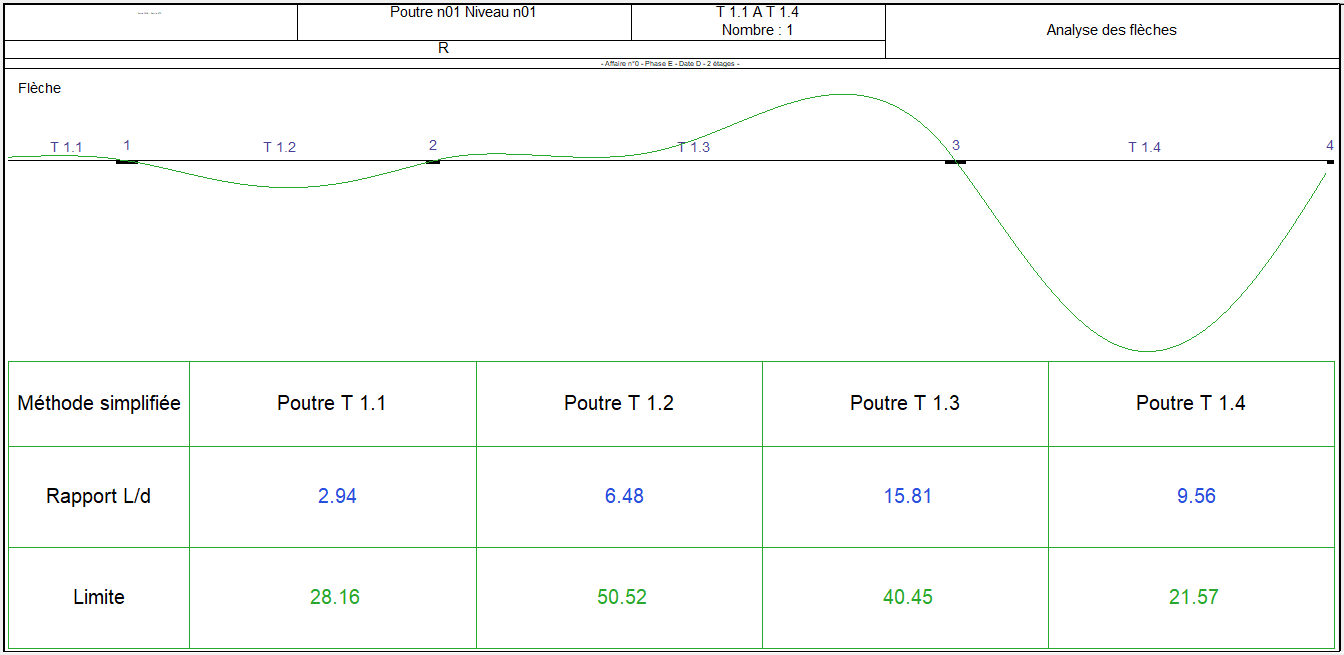 Poutre n01 Niveau n01
T 1.1 A T 1.4
Nombre : 1
Analyse des flèches
R
- Affaire n°0 - Phase E - Date D - 2 étages -
Flèche
T 1.1
1
T 1.2
2
T 1.3
3
T 1.4
4
Méthode simplifiée Poutre T 1.1 Poutre T 1.2 Poutre T 1.3 Poutre T 1.4
Rapport L/d 2.94 6.48 15.81 9.56
Limite 28.16 50.52 40.45 21.57